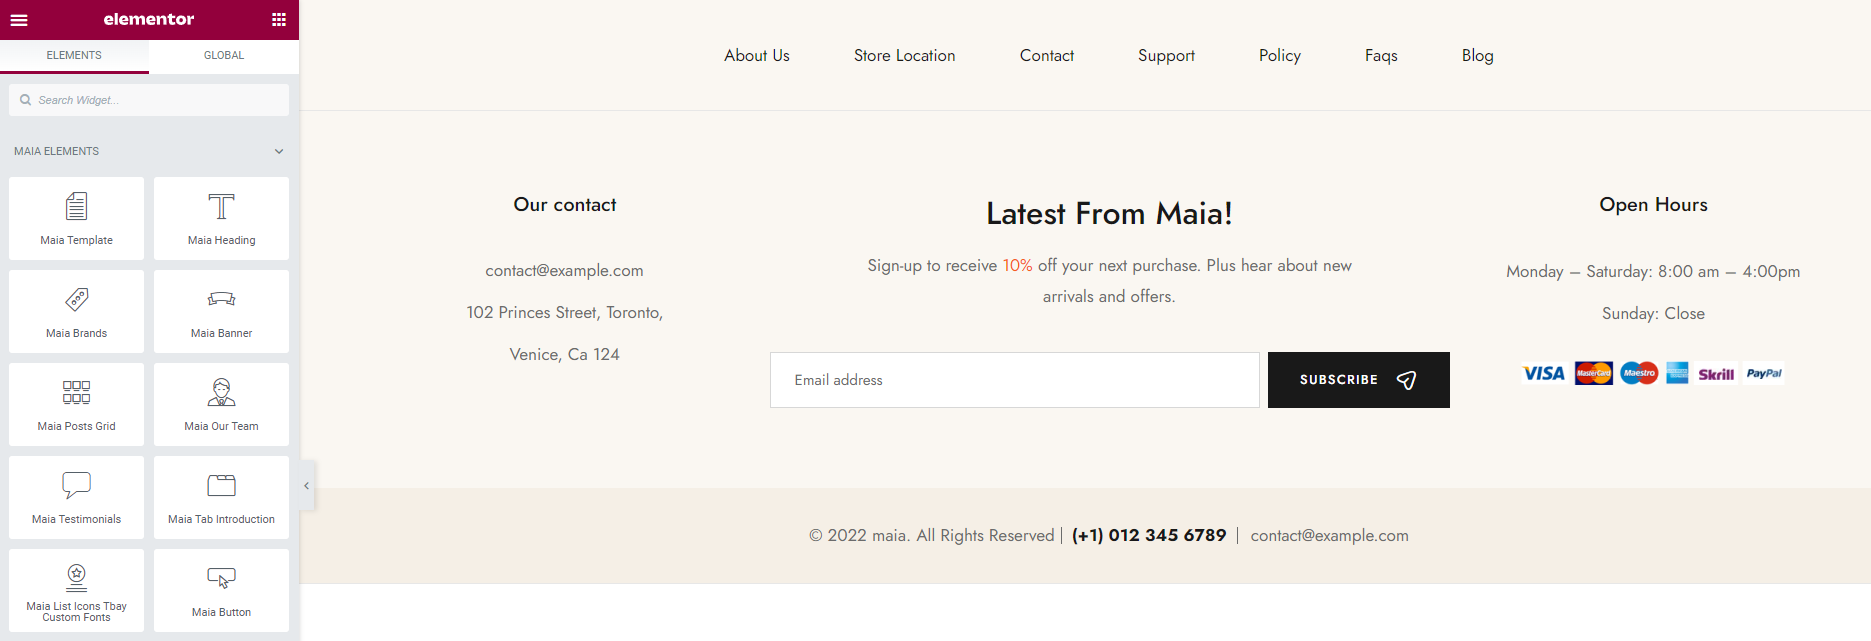 elementor
ELEMENTS
GLOBAL
Search Widget...
MAIA ELEMENTS
Maia Template
Maia Heading
Maia Brands
Maia Banner
Maia Posts Grid
Maia Our Team
Maia Testimonials
Maia Tab Introduction
Maia List Icons Tbay
Custom Fonts
Maia Button
About Us
Store Location
Contact
Support
Policy
Faqs
Blog
Our contact
contact@example.com
102 Princes Street, Toronto,
Venice, Ca 124
Latest From Maia!
Sign-up to receive 10% off your next purchase. Plus hear about new
arrivals and offers.
Email address
SUBSCRIBE
Open Hours
Monday – Saturday: 8:00 am – 4:00pm
Sunday: Close
VISA
MasterCard
Maestro
Skrill
PayPal
© 2022 maia. All Rights Reserved | (+1) 012 345 6789 | contact@example.com